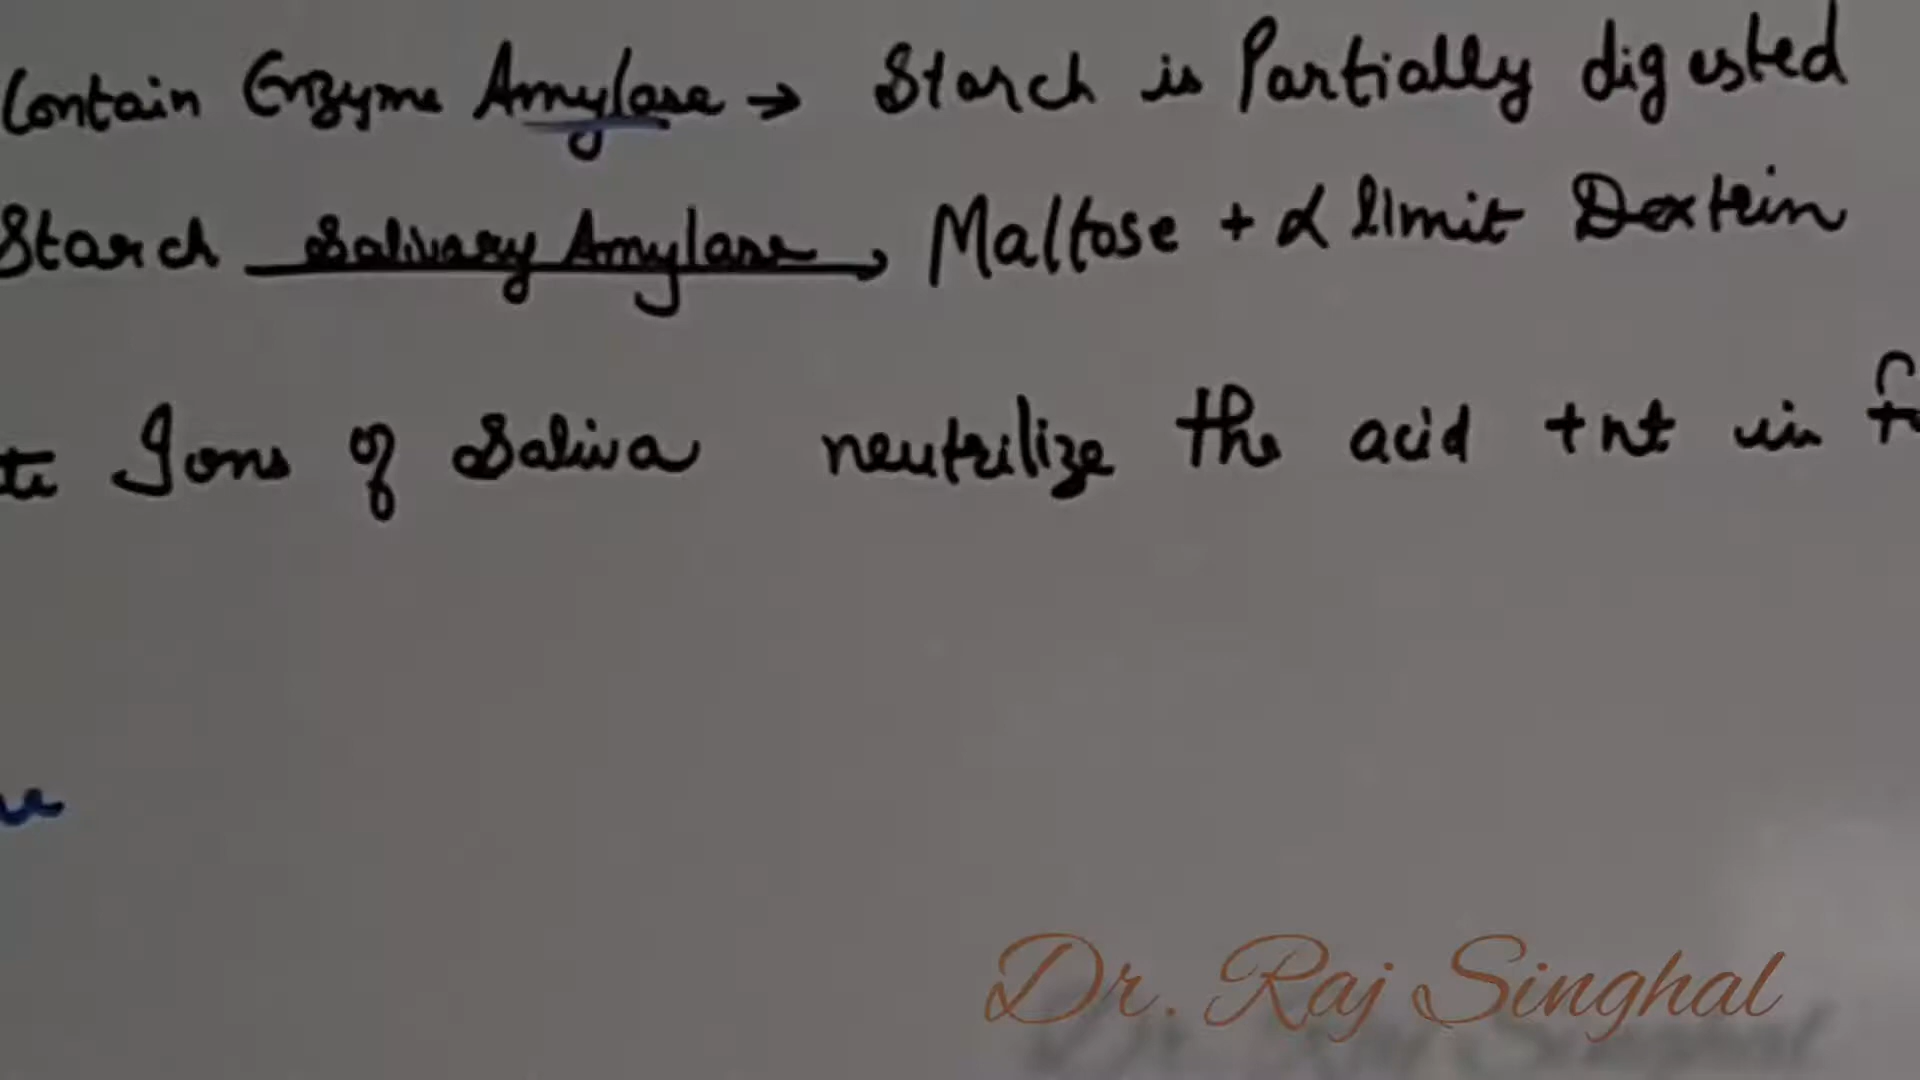 Contain Enzyme Amylase → Starch is Partially digested
Starch Salivary Amylase → Maltose + α limit Dextrin
Ions of Saliva neutrilize the acid +nt in
Dr. Raj Singhal